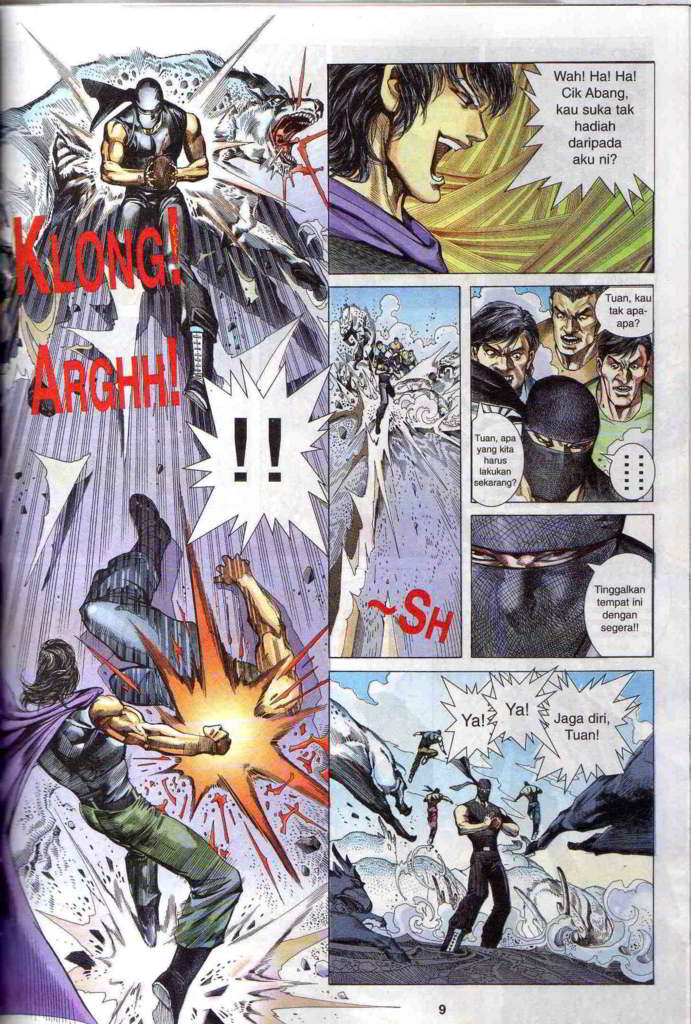 KLONG!
ARGHH!
!!
Wah! Ha! Ha!
Cik Abang,
kau suka tak
hadiah
daripada
aku ni?
~SH
Tuan, kau
tak apa-
apa?
Tuan, apa
yang kita
harus
lakukan
sekarang?
Tinggalkan
tempat ini
dengan
segera!!
Ya!
Ya!
Jaga diri,
Tuan!
9